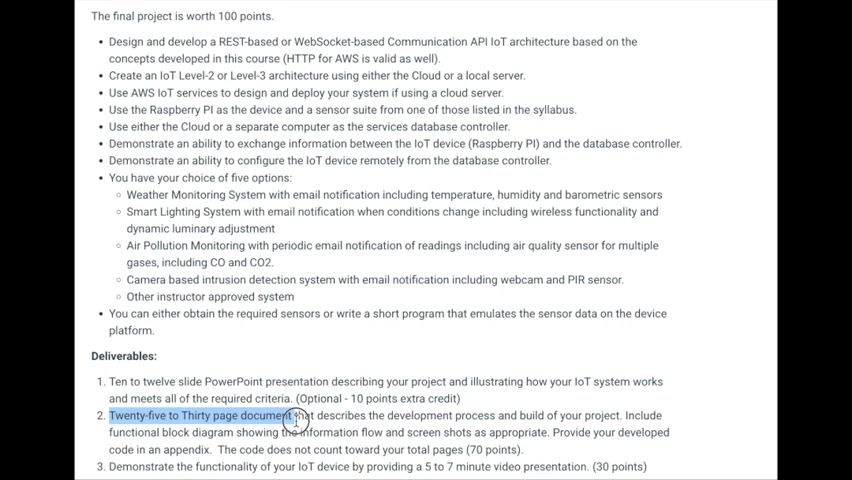 The final project is worth 100 points.
• Design and develop a REST-based or WebSocket-based Communication API IoT architecture based on the
concepts developed in this course (HTTP for AWS is valid as well).
• Create an IoT Level-2 or Level-3 architecture using either the Cloud or a local server.
• Use AWS IoT services to design and deploy your system if using a cloud server.
• Use the Raspberry PI as the device and a sensor suite from one of those listed in the syllabus.
• Use either the Cloud or a separate computer as the services database controller.
• Demonstrate an ability to exchange information between the IoT device (Raspberry PI) and the database controller.
• Demonstrate an ability to configure the IoT device remotely from the database controller.
• You have your choice of five options:
◦ Weather Monitoring System with email notification including temperature, humidity and barometric sensors
◦ Smart Lighting System with email notification when conditions change including wireless functionality and
dynamic luminary adjustment
◦ Air Pollution Monitoring with periodic email notification of readings including air quality sensor for multiple
gases, including CO and CO2.
◦ Camera based intrusion detection system with email notification including webcam and PIR sensor.
◦ Other instructor approved system
• You can either obtain the required sensors or write a short program that emulates the sensor data on the device
platform.
Deliverables:
1. Ten to twelve slide PowerPoint presentation describing your project and illustrating how your IoT system works
and meets all of the required criteria. (Optional - 10 points extra credit)
2. Twenty-five to Thirty page document that describes the development process and build of your project. Include
functional block diagram showing the information flow and screen shots as appropriate. Provide your developed
code in an appendix. The code does not count toward your total pages (70 points).
3. Demonstrate the functionality of your IoT device by providing a 5 to 7 minute video presentation. (30 points)